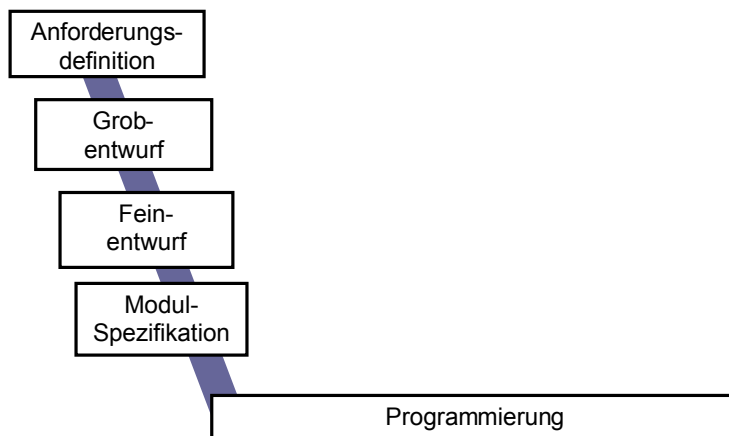 Anforderungs-
definition
Grob-
entwurf
Fein-
entwurf
Modul-
Spezifikation
Programmierung